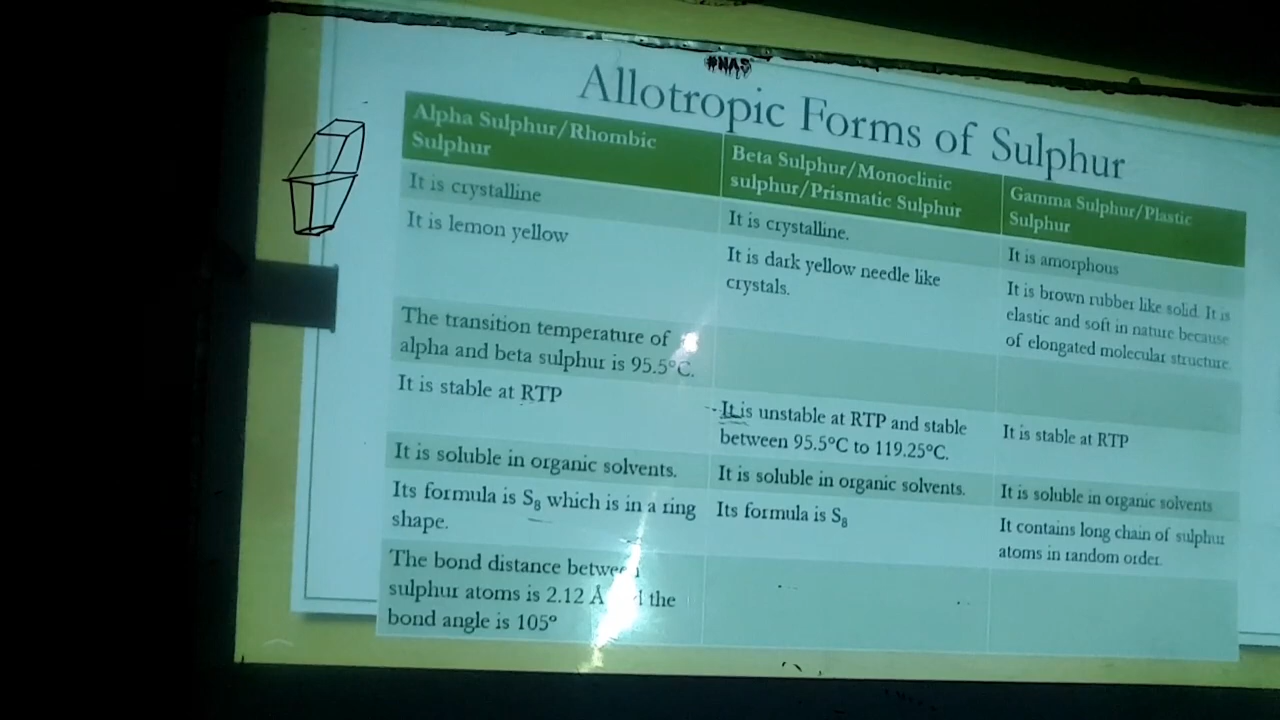 #NAS
Allotropic Forms of Sulphur
Alpha Sulphur/Rhombic
Sulphur
Beta Sulphur/Monoclinic
sulphur/Prismatic Sulphur
Gamma Sulphur/Plastic
Sulphur
It is crystalline
It is crystalline.
It is amorphous
It is lemon yellow
It is dark yellow needle like
crystals.
It is brown rubber like solid. It is
elastic and soft in nature because
of elongated molecular structure
The transition temperature of
alpha and beta sulphur is 95.5°C.
It is stable at RTP
It is unstable at RTP and stable
between 95.5°C to 119.25°C.
It is stable at RTP
It is soluble in organic solvents.
It is soluble in organic solvents.
It is soluble in organic solvents
Its formula is S₈ which is in a ring
shape.
Its formula is S₈
It contains long chain of sulphur
atoms in random order.
The bond distance between
sulphur atoms is 2.12 Å the
bond angle is 105°